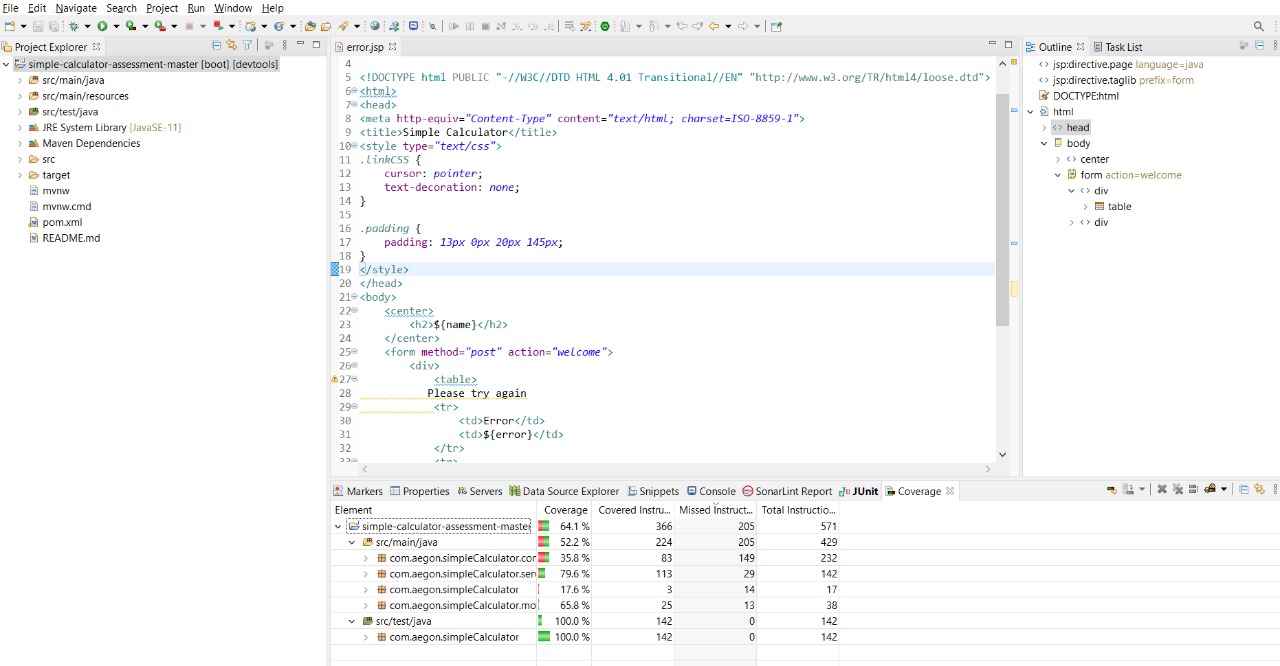 File Edit Navigate Search Project Run Window Help
Project Explorer
simple-calculator-assessment-master [boot] [devtools]
src/main/java
src/main/resources
src/test/java
JRE System Library [JavaSE-11]
Maven Dependencies
src
target
mvnw
mvnw.cmd
pom.xml
README.md
error.jsp
4
5 <!DOCTYPE html PUBLIC "-//W3C//DTD HTML 4.01 Transitional//EN" "http://www.w3.org/TR/html4/loose.dtd">
6 <html>
7 <head>
8 <meta http-equiv="Content-Type" content="text/html; charset=ISO-8859-1">
9 <title>Simple Calculator</title>
10 <style type="text/css">
11 .linkCSS {
12 cursor: pointer;
13 text-decoration: none;
14 }
15
16 .padding {
17 padding: 13px 0px 20px 145px;
18 }
19 </style>
20 </head>
21 <body>
22 <center>
23 <h2>${name}</h2>
24 </center>
25 <form method="post" action="welcome">
26 <div>
27 <table>
28 Please try again
29 <tr>
30 <td>Error</td>
31 <td>${error}</td>
32 </tr>
33 <tr>
Outline Task List
jsp:directive.page language=java
jsp:directive.taglib prefix=form
DOCTYPE:html
html
head
body
center
form action=welcome
div
table
div
Markers Properties Servers Data Source Explorer Snippets Console SonarLint Report JUnit Coverage
Element Coverage Covered Instru... Missed Instruct... Total Instructio...
simple-calculator-assessment-master 64.1 % 366 205 571
src/main/java 52.2 % 224 205 429
com.aegon.simpleCalculator.cor 35.8 % 83 149 232
com.aegon.simpleCalculator.ser 79.6 % 113 29 142
com.aegon.simpleCalculator 17.6 % 3 14 17
com.aegon.simpleCalculator.mo 65.8 % 25 13 38
src/test/java 100.0 % 142 0 142
com.aegon.simpleCalculator 100.0 % 142 0 142